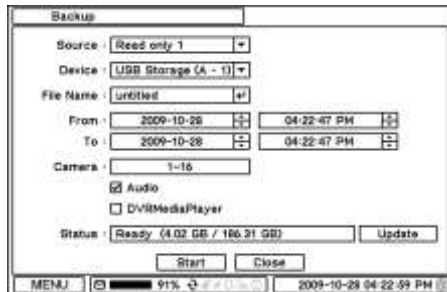 Backup
Source : Read only 1
Device : USB Storage (A - 1)
File Name : untitled
From : 2009-10-28 04:22:47 PM
To : 2009-10-28 04:22:47 PM
Camera : 1~16
Audio
DVRMediaPlayer
Status : Ready (4.02 GB / 186.31 GB) Update
Start Close
MENU 91% 2009-10-28 04:22:59 PM